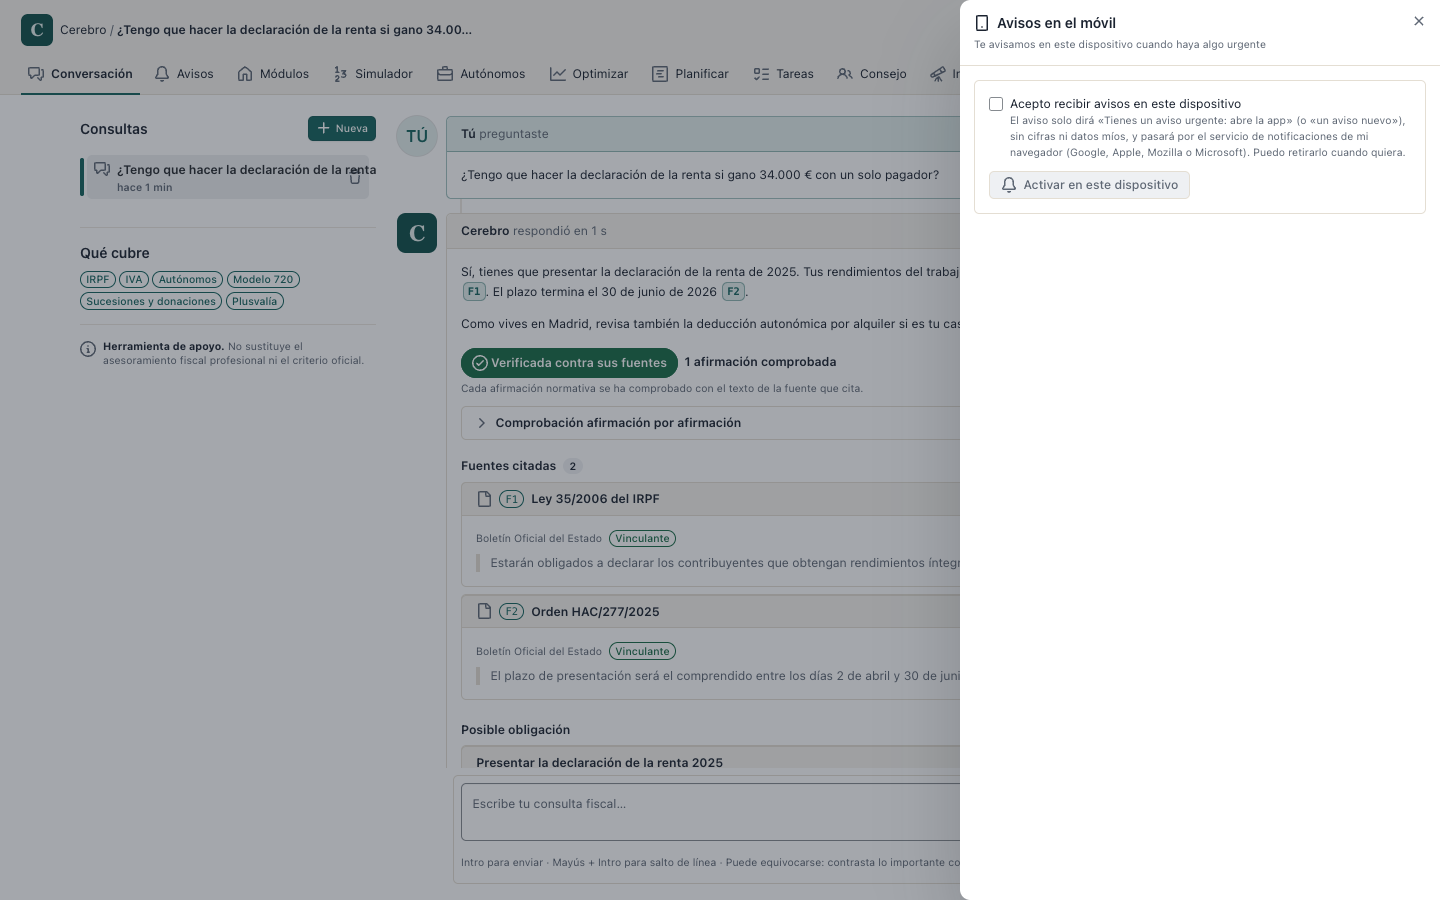 C
Cerebro / ¿Tengo que hacer la declaración de la renta si gano 34.00...
Conversación
Avisos
Módulos
Simulador
Autónomos
Optimizar
Planificar
Tareas
Consejo
Consultas
+ Nueva
¿Tengo que hacer la declaración de la renta
hace 1 min
Qué cubre
IRPF
IVA
Autónomos
Modelo 720
Sucesiones y donaciones
Plusvalía
Herramienta de apoyo. No sustituye el
asesoramiento fiscal profesional ni el criterio oficial.
TÚ
Tú preguntaste
¿Tengo que hacer la declaración de la renta si gano 34.000 € con un solo pagador?
C
Cerebro respondió en 1 s
Sí, tienes que presentar la declaración de la renta de 2025. Tus rendimientos del
F1. El plazo termina el 30 de junio de 2026 F2.
Como vives en Madrid, revisa también la deducción autonómica por alquiler si es tu
Verificada contra sus fuentes
1 afirmación comprobada
Cada afirmación normativa se ha comprobado con el texto de la fuente que cita.
Comprobación afirmación por afirmación
Fuentes citadas 2
F1 Ley 35/2006 del IRPF
Boletín Oficial del Estado Vinculante
Estarán obligados a declarar los contribuyentes que obtengan rendimientos
F2 Orden HAC/277/2025
Boletín Oficial del Estado Vinculante
El plazo de presentación será el comprendido entre los días 2 de abril y 30 de
Posible obligación
Presentar la declaración de la renta 2025
Escribe tu consulta fiscal...
Intro para enviar · Mayús + Intro para salto de línea · Puede equivocarse: contrasta lo importante
Avisos en el móvil
Te avisamos en este dispositivo cuando haya algo urgente
Acepto recibir avisos en este dispositivo
El aviso solo dirá «Tienes un aviso urgente: abre la app» (o «un aviso nuevo»),
sin cifras ni datos míos, y pasará por el servicio de notificaciones de mi
navegador (Google, Apple, Mozilla o Microsoft). Puedo retirarlo cuando quiera.
Activar en este dispositivo